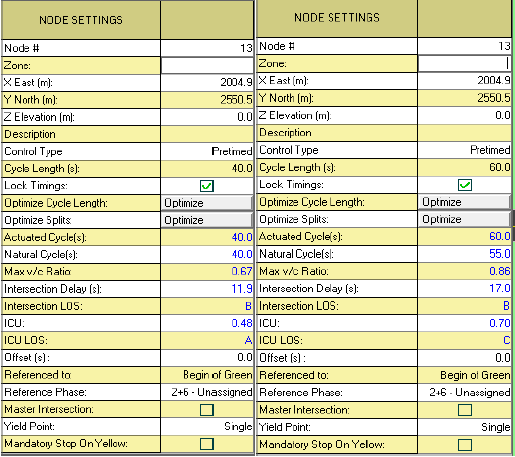 NODE SETTINGS
Node # 13
Zone:
X East (m): 2004.9
Y North (m): 2550.5
Z Elevation (m): 0.0
Description
Control Type Pretimed
Cycle Length (s): 40.0
Lock Timings:
Optimize Cycle Length: Optimize
Optimize Splits: Optimize
Actuated Cycle(s): 40.0
Natural Cycle(s): 40.0
Max v/c Ratio: 0.67
Intersection Delay (s): 11.9
Intersection LOS: B
ICU: 0.48
ICU LOS: A
Offset (s) : 0.0
Referenced to: Begin of Green
Reference Phase: 2+6 - Unassigned
Master Intersection:
Yield Point: Single
Mandatory Stop On Yellow:
NODE SETTINGS
Node # 13
Zone:
X East (m): 2004.9
Y North (m): 2550.5
Z Elevation (m): 0.0
Description
Control Type Pretimed
Cycle Length (s): 60.0
Lock Timings:
Optimize Cycle Length: Optimize
Optimize Splits: Optimize
Actuated Cycle(s): 60.0
Natural Cycle(s): 55.0
Max v/c Ratio: 0.86
Intersection Delay (s): 17.0
Intersection LOS: B
ICU: 0.70
ICU LOS: C
Offset (s) : 0.0
Referenced to: Begin of Green
Reference Phase: 2+6 - Unassigned
Master Intersection:
Yield Point: Single
Mandatory Stop On Yellow: